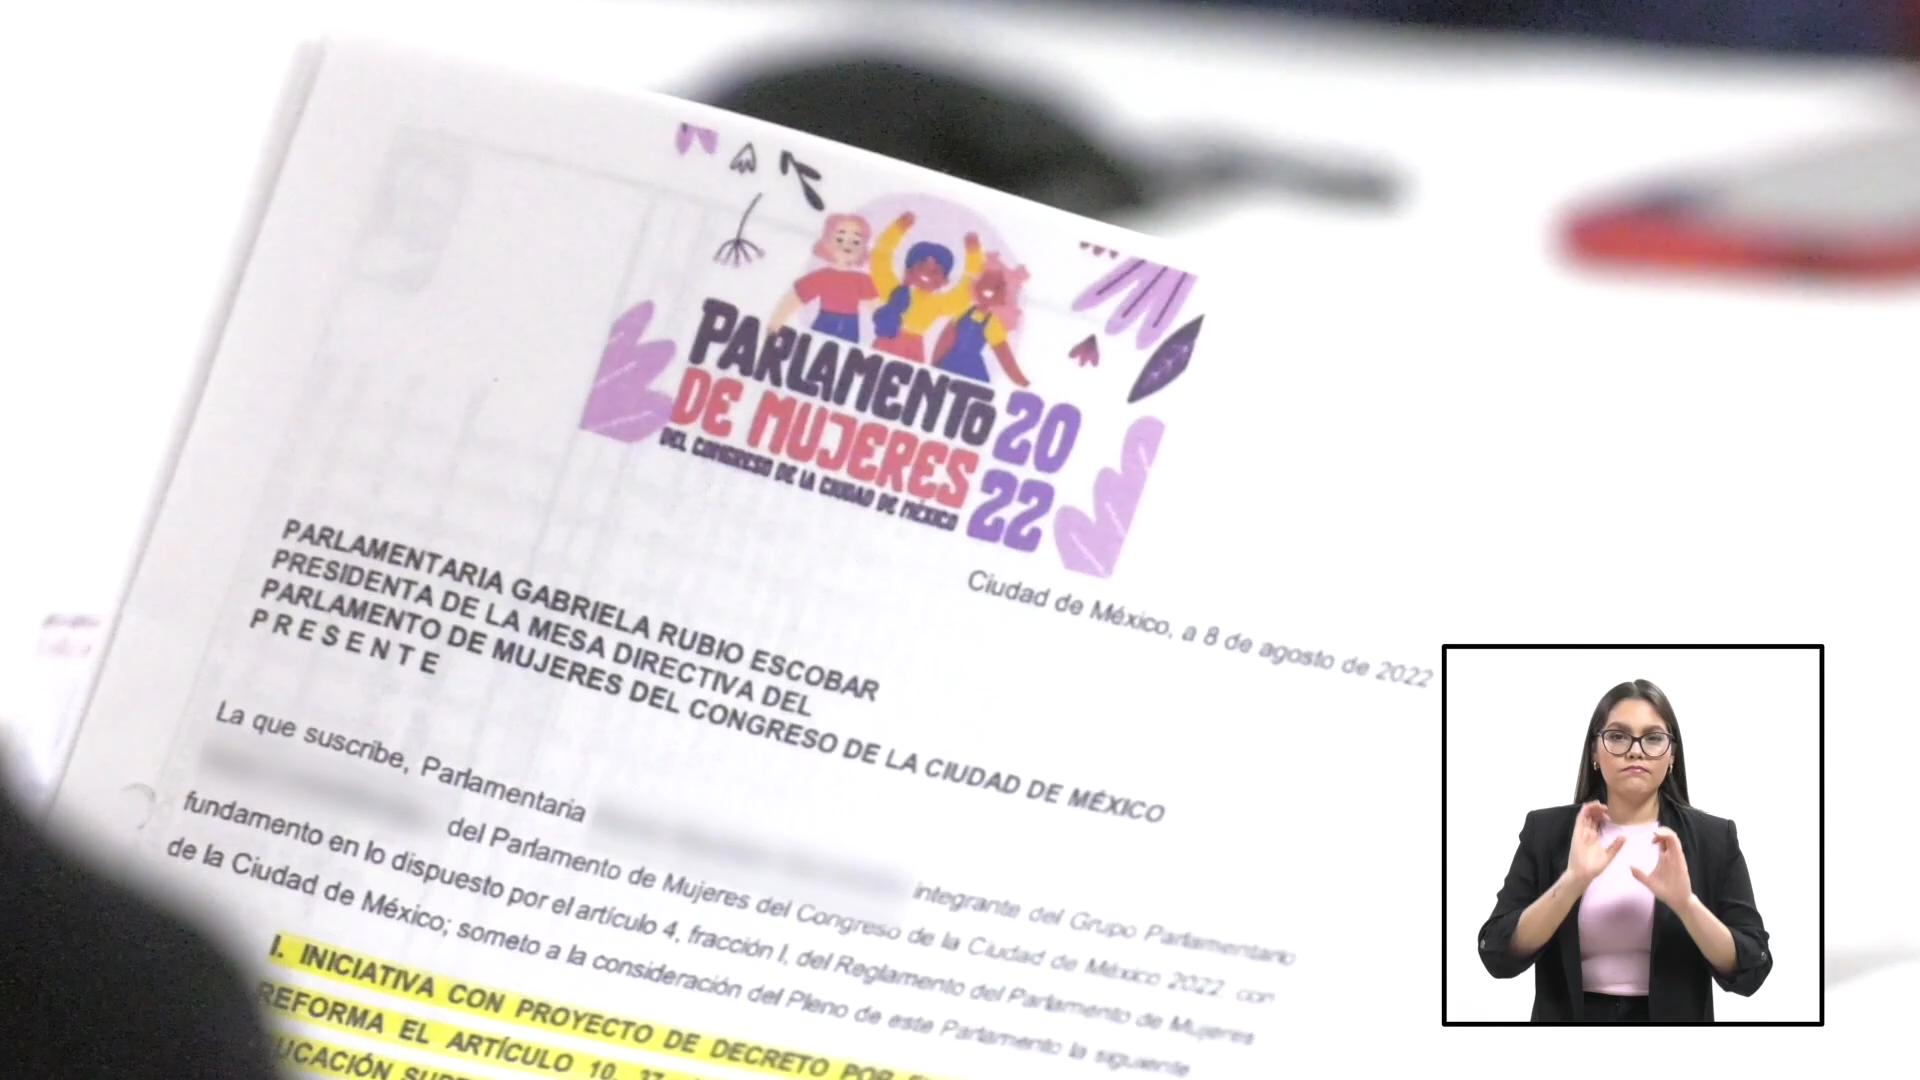 PARLAMENTO
DE MUJERES
DEL CONGRESO DE LA CIUDAD DE MÉXICO
20
22
Ciudad de México, a 8 de agosto de 2022
PARLAMENTARIA GABRIELA RUBIO ESCOBAR
PRESIDENTA DE LA MESA DIRECTIVA DEL
PARLAMENTO DE MUJERES DEL CONGRESO DE LA CIUDAD DE MÉXICO
P R E S E N T E
La que suscribe, Parlamentaria integrante del Grupo Parlamentario
del Parlamento de Mujeres del Congreso de la Ciudad de México 2022, con
fundamento en lo dispuesto por el artículo 4, fracción I, del Reglamento del Parlamento de Mujeres
de la Ciudad de México; someto a la consideración del Pleno de este Parlamento la siguiente
I. INICIATIVA CON PROYECTO DE DECRETO POR
REFORMA EL ARTÍCULO 10, 37
UCACIÓN